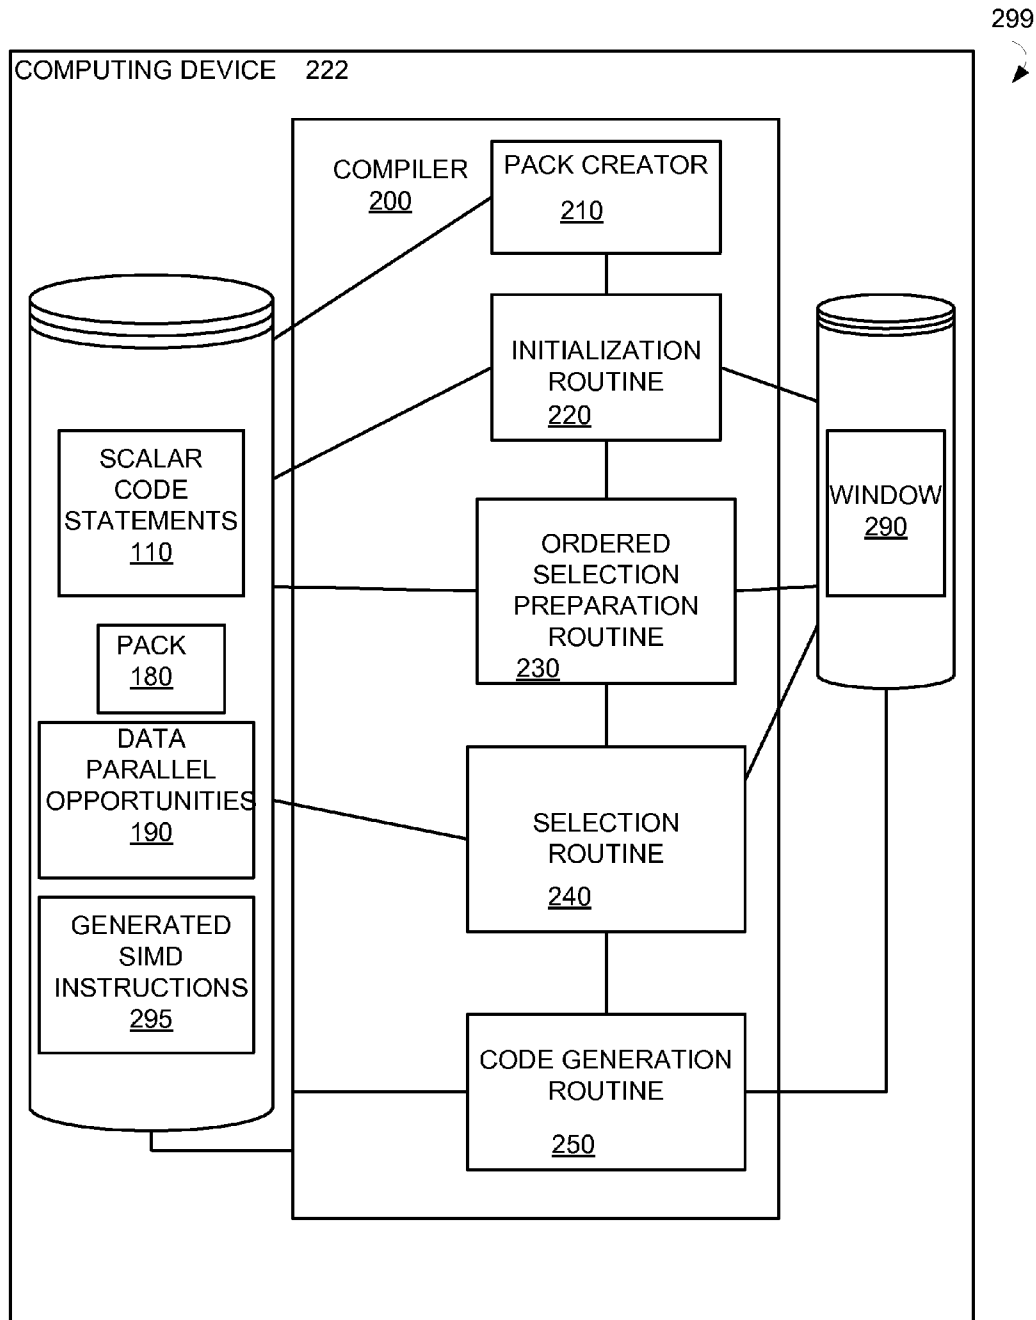 299
COMPUTING DEVICE 222
COMPILER
200
PACK CREATOR
210
INITIALIZATION
ROUTINE
220
SCALAR
CODE
STATEMENTS
110
WINDOW
290
ORDERED
SELECTION
PREPARATION
ROUTINE
230
PACK
180
DATA
PARALLEL
OPPORTUNITIES
190
SELECTION
ROUTINE
240
GENERATED
SIMD
INSTRUCTIONS
295
CODE GENERATION
ROUTINE
250